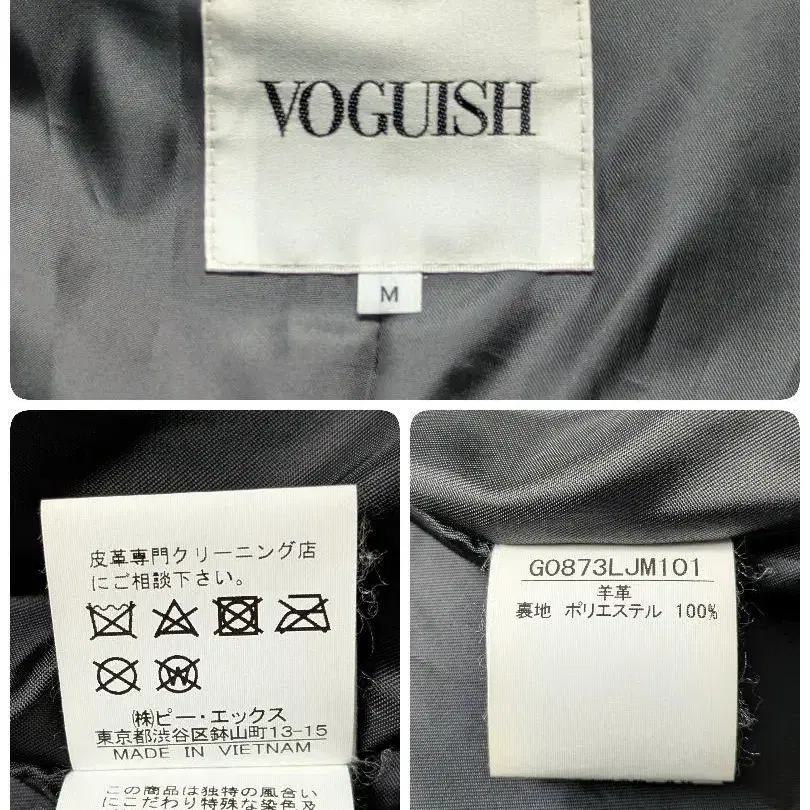 VOGUISH
M
皮革専門クリーニング店
にご相談下さい。
W
㈱ピー・エックス
東京都渋谷区鉢山町13-15
MADE IN VIETNAM
この商品は独特の風合い
にこだわり特殊な染色及
G0873LJM101
羊革
裏地 ポリエステル 100%